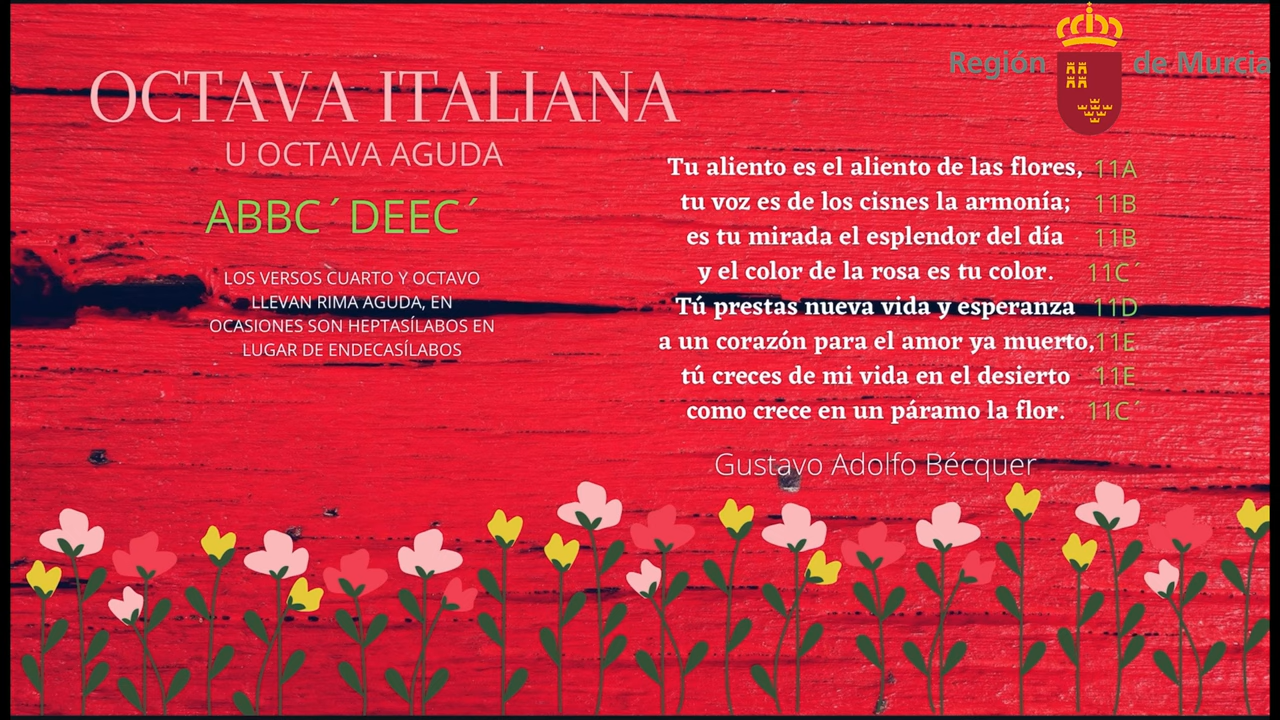 OCTAVA ITALIANA
U OCTAVA AGUDA
ABBC´DEEC´
LOS VERSOS CUARTO Y OCTAVO
LLEVAN RIMA AGUDA, EN
OCASIONES SON HEPTASÍLABOS EN
LUGAR DE ENDECASÍLABOS
Región de Murcia
Tu aliento es el aliento de las flores, 11A
tu voz es de los cisnes la armonía; 11B
es tu mirada el esplendor del día 11B
y el color de la rosa es tu color. 11C´
Tú prestas nueva vida y esperanza 11D
a un corazón para el amor ya muerto, 11E
tú creces de mi vida en el desierto 11E
como crece en un páramo la flor. 11C´
Gustavo Adolfo Bécquer